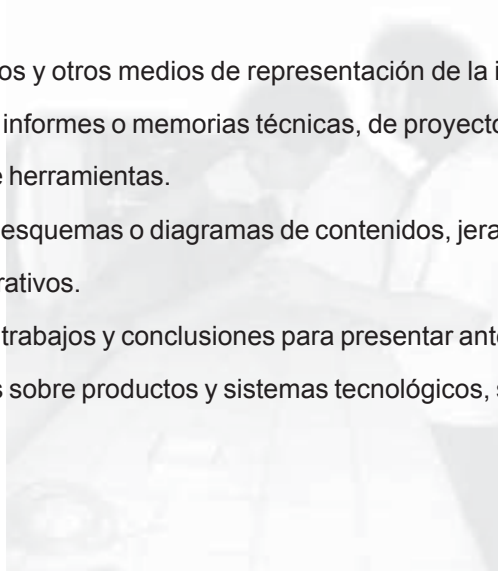 os y otros medios de representación de la i
informes o memorias técnicas, de proyecto
e herramientas.
esquemas o diagramas de contenidos, jera
rativos.
trabajos y conclusiones para presentar ant
s sobre productos y sistemas tecnológicos, s